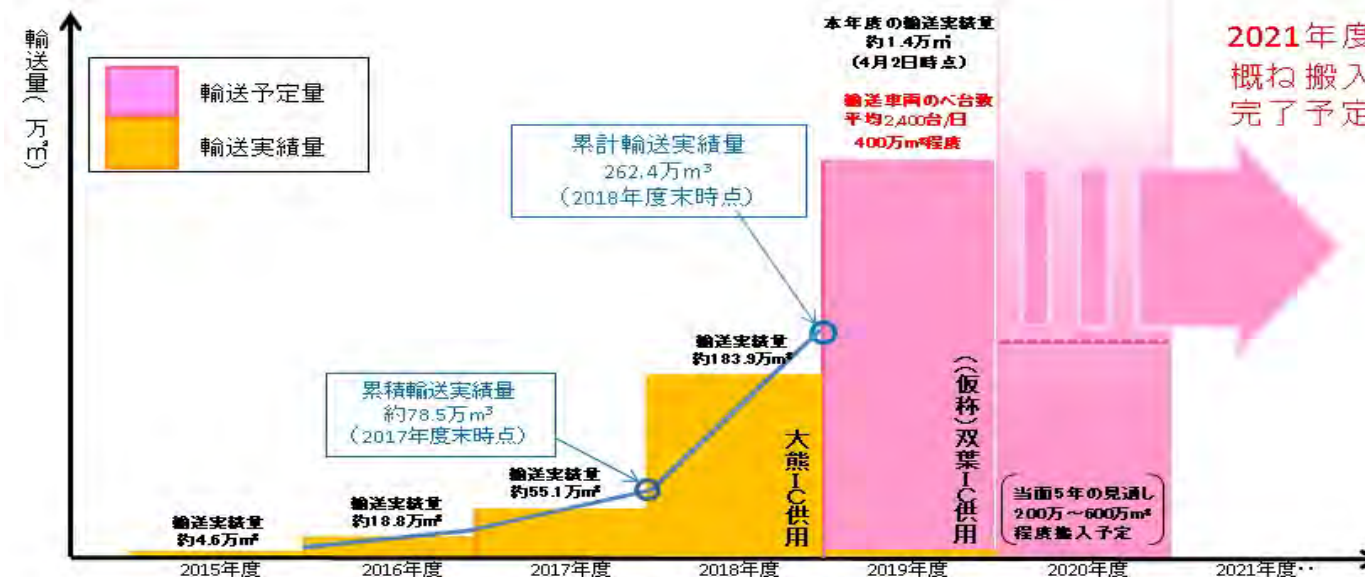 輸送量(万㎥)
輸送予定量
輸送実績量
累計輸送実績量
262.4万m³
(2018年度末時点)
本年度の輸送実績量
約1.4万㎥
(4月2日時点)
輸送車両のべ台数
平均2,400台/日
400万m³程度
2021年度
概ね搬入
完了予定
累積輸送実績量
約78.5万m³
(2017年度末時点)
輸送実績量
約4.6万m³
輸送実績量
約18.8万m³
輸送実績量
約55.1万m³
輸送実績量
約183.9万m³
大熊IC供用
((仮称)双葉IC供用
当面5年の見通し
200万~600万m³
程度搬入予定
2015年度
2016年度
2017年度
2018年度
2019年度
2020年度
2021年度・・